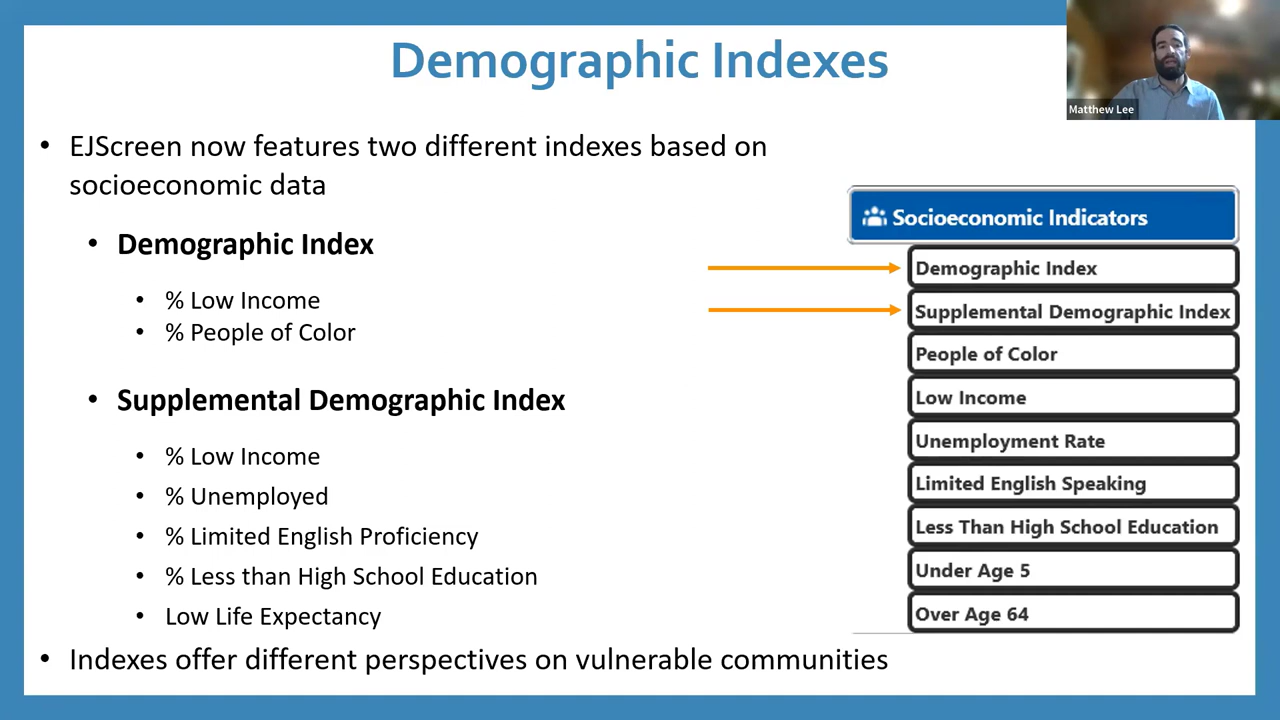 Demographic Indexes
Matthew Lee
• EJScreen now features two different indexes based on
socioeconomic data
• Demographic Index
• % Low Income
• % People of Color
• Supplemental Demographic Index
• % Low Income
• % Unemployed
• % Limited English Proficiency
• % Less than High School Education
• Low Life Expectancy
• Indexes offer different perspectives on vulnerable communities
Socioeconomic Indicators
Demographic Index
Supplemental Demographic Index
People of Color
Low Income
Unemployment Rate
Limited English Speaking
Less Than High School Education
Under Age 5
Over Age 64